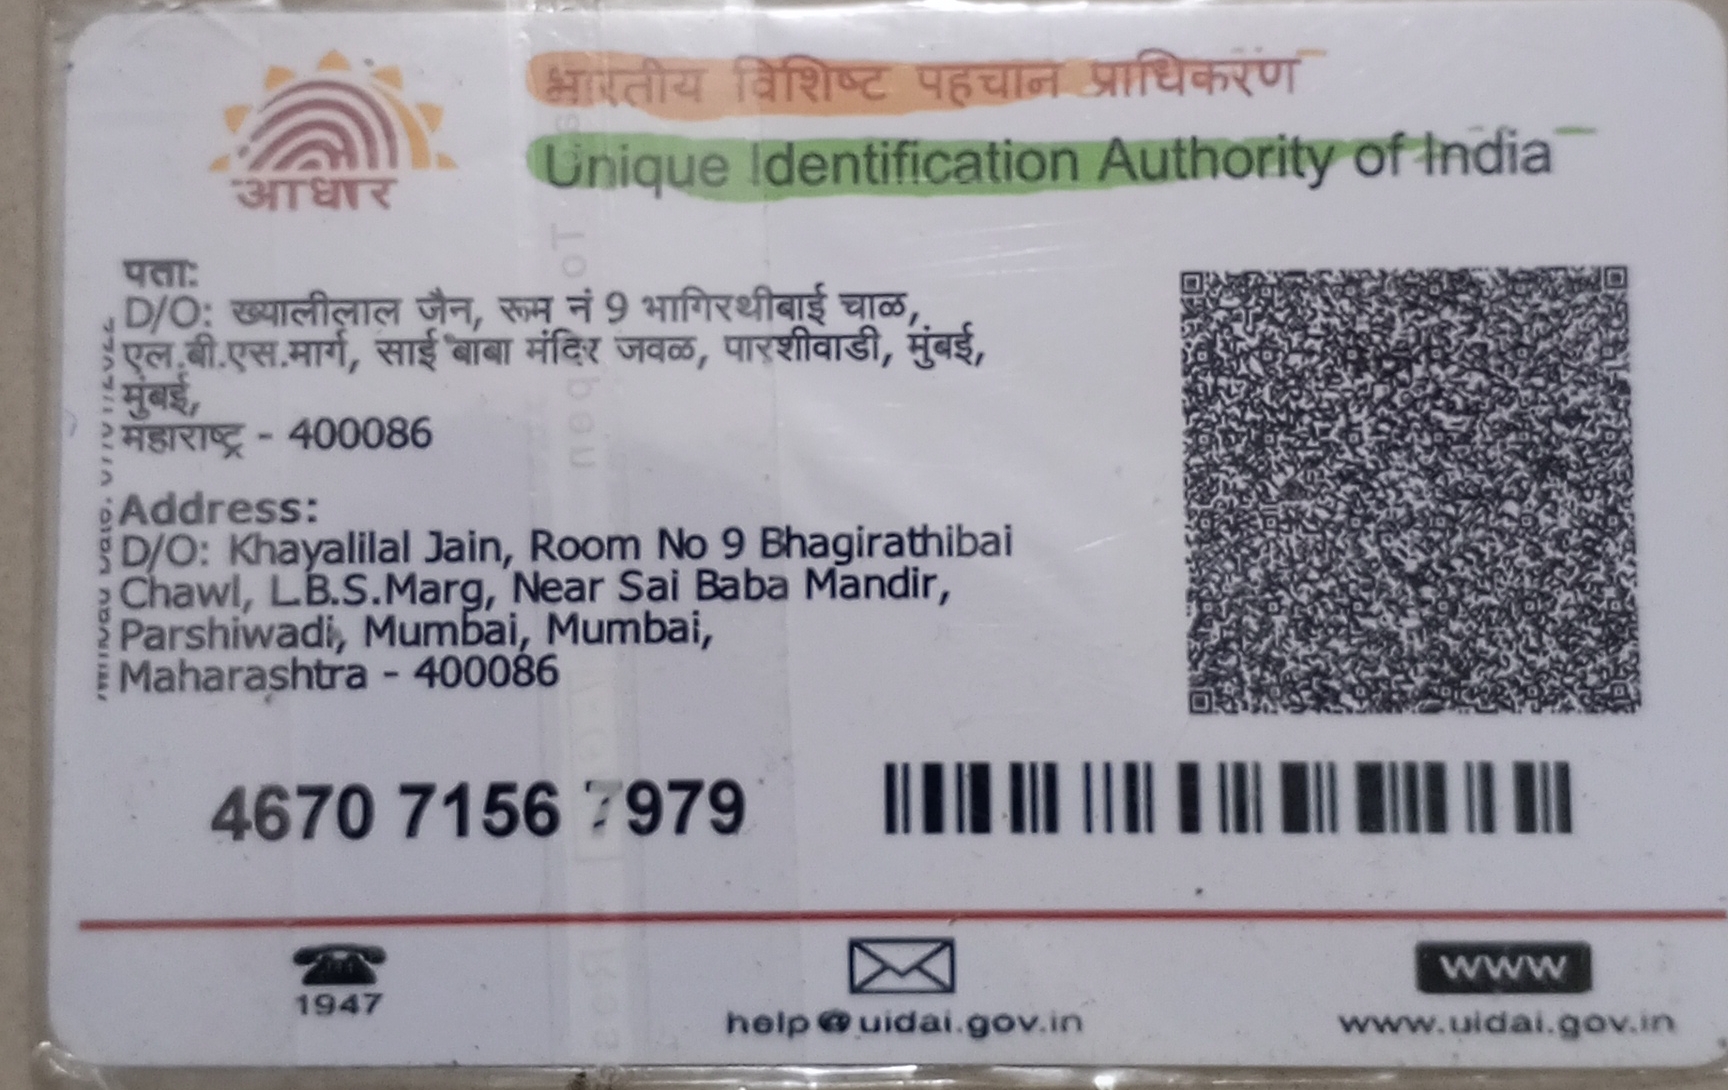 भारतीय विशिष्ट पहचान प्राधिकरण
Unique Identification Authority of India
आधार
पता:
D/O: ख्यालीलाल जैन, रूम नं 9 भागिरथीबाई चाळ,
एल.बी.एस.मार्ग, साई बाबा मंदिर जवळ, पारशीवाडी, मुंबई,
मुंबई,
महाराष्ट्र - 400086
Address:
D/O: Khayalilal Jain, Room No 9 Bhagirathibai
Chawl, L.B.S.Marg, Near Sai Baba Mandir,
Parshiwadi, Mumbai, Mumbai,
Maharashtra - 400086
4670 7156 7979
1947
help@uidai.gov.in
www
www.uidai.gov.in